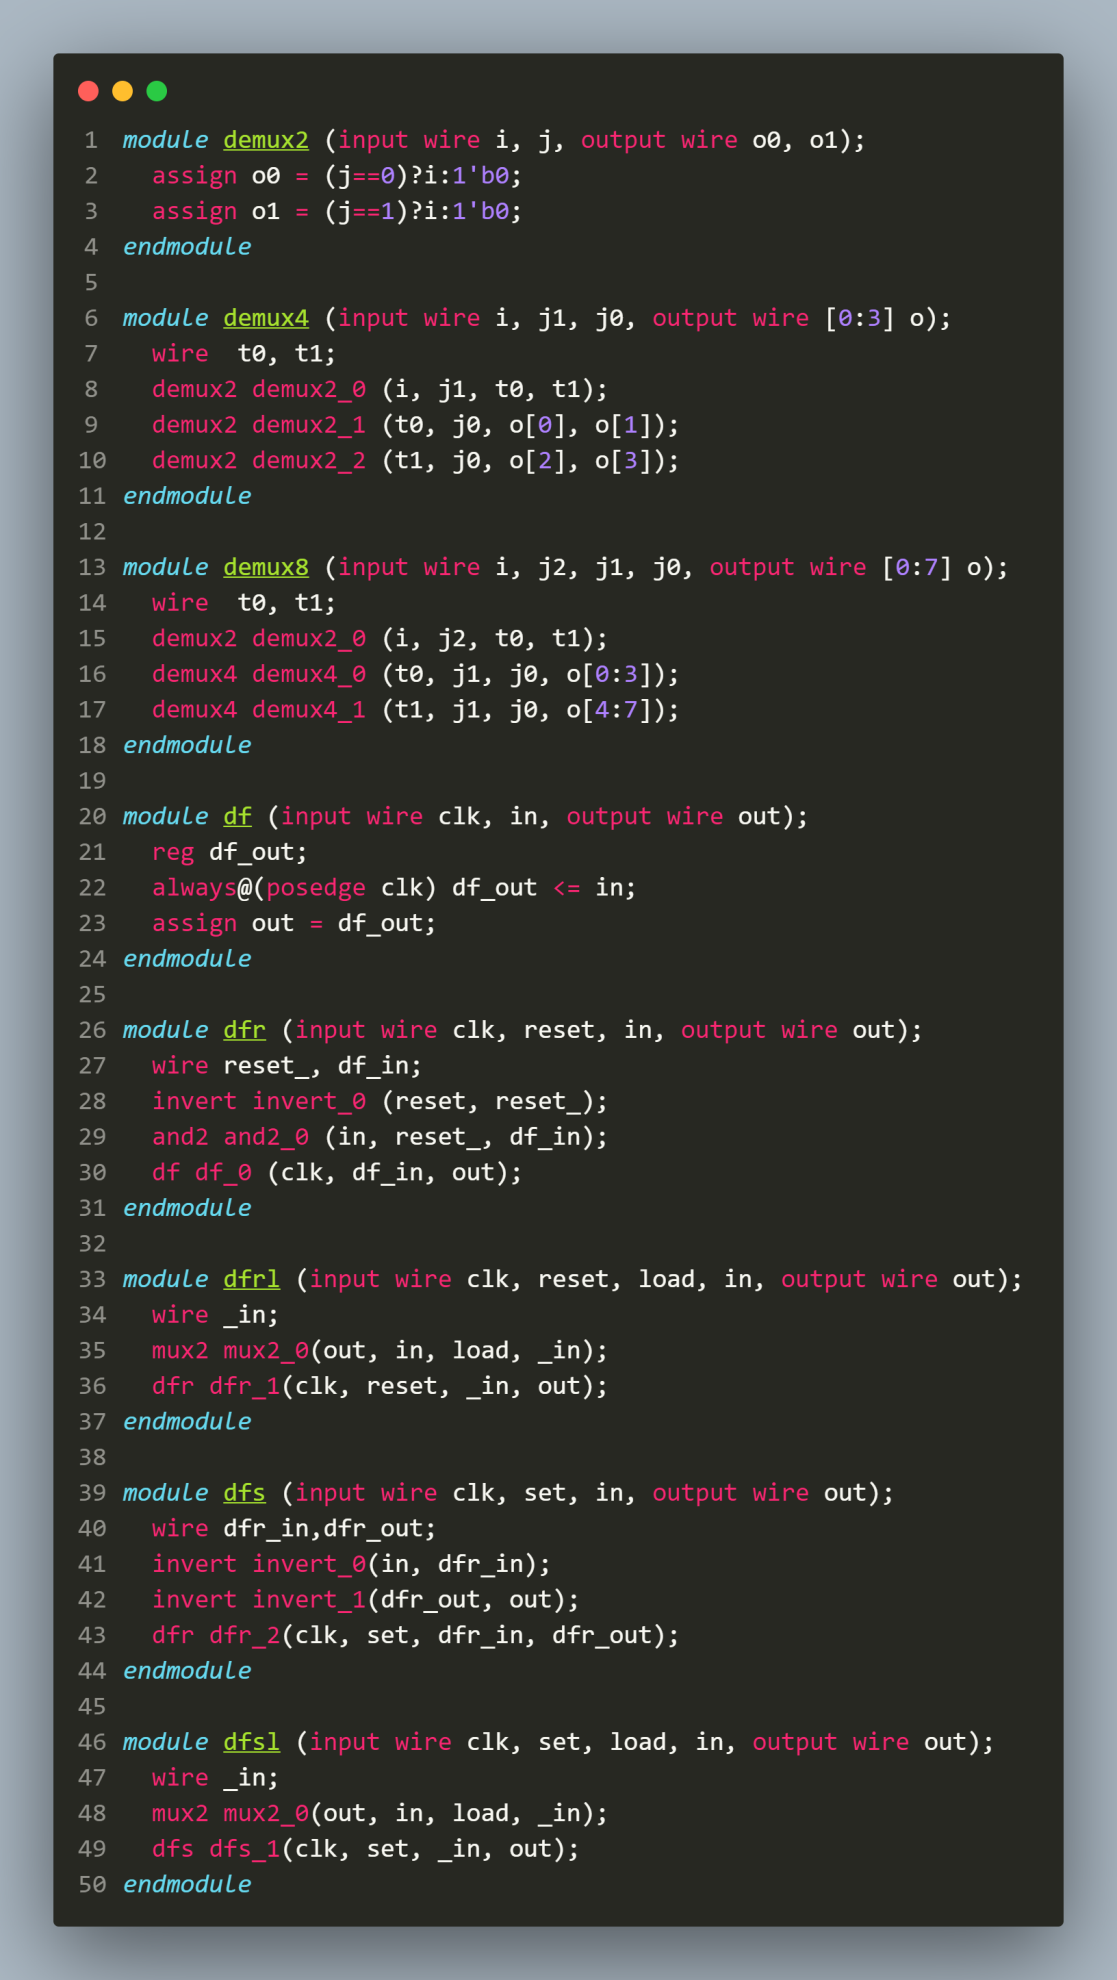 1 module demux2 (input wire i, j, output wire o0, o1);
2   assign o0 = (j==0)?i:1'b0;
3   assign o1 = (j==1)?i:1'b0;
4 endmodule
5
6 module demux4 (input wire i, j1, j0, output wire [0:3] o);
7   wire  t0, t1;
8   demux2 demux2_0 (i, j1, t0, t1);
9   demux2 demux2_1 (t0, j0, o[0], o[1]);
10   demux2 demux2_2 (t1, j0, o[2], o[3]);
11 endmodule
12
13 module demux8 (input wire i, j2, j1, j0, output wire [0:7] o);
14   wire  t0, t1;
15   demux2 demux2_0 (i, j2, t0, t1);
16   demux4 demux4_0 (t0, j1, j0, o[0:3]);
17   demux4 demux4_1 (t1, j1, j0, o[4:7]);
18 endmodule
19
20 module df (input wire clk, in, output wire out);
21   reg df_out;
22   always@(posedge clk) df_out <= in;
23   assign out = df_out;
24 endmodule
25
26 module dfr (input wire clk, reset, in, output wire out);
27   wire reset_, df_in;
28   invert invert_0 (reset, reset_);
29   and2 and2_0 (in, reset_, df_in);
30   df df_0 (clk, df_in, out);
31 endmodule
32
33 module dfrl (input wire clk, reset, load, in, output wire out);
34   wire _in;
35   mux2 mux2_0(out, in, load, _in);
36   dfr dfr_1(clk, reset, _in, out);
37 endmodule
38
39 module dfs (input wire clk, set, in, output wire out);
40   wire dfr_in,dfr_out;
41   invert invert_0(in, dfr_in);
42   invert invert_1(dfr_out, out);
43   dfr dfr_2(clk, set, dfr_in, dfr_out);
44 endmodule
45
46 module dfsl (input wire clk, set, load, in, output wire out);
47   wire _in;
48   mux2 mux2_0(out, in, load, _in);
49   dfs dfs_1(clk, set, _in, out);
50 endmodule